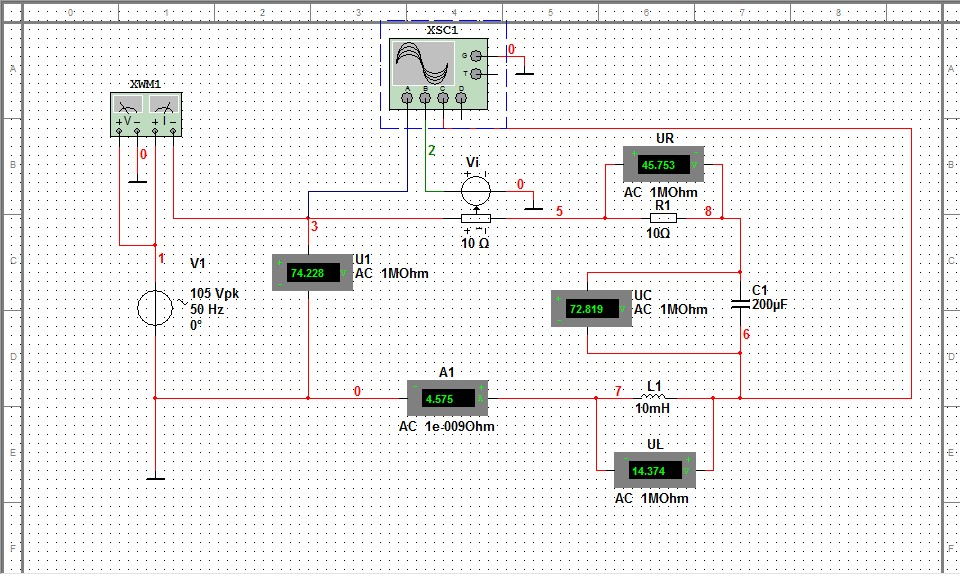 0 1 2 3 4 5 6 7 8
A A
B B
C C
D D
E E
F F
XSC1
G
T
A B C D
0
XWM1
+ V - + I -
0
2
Vi
+ -
0
+ -
10 Ω
UR
+ -
45.753 V
AC 1MOhm
R1
10Ω
5
8
3
1
U1
+
74.228 V
-
AC 1MOhm
V1
105 Vpk
50 Hz
0°
UC
+
72.819 V
-
AC 1MOhm
C1
200µF
6
0
A1
- +
4.575 A
AC 1e-009Ohm
7
L1
10mH
UL
- +
14.374 V
AC 1MOhm